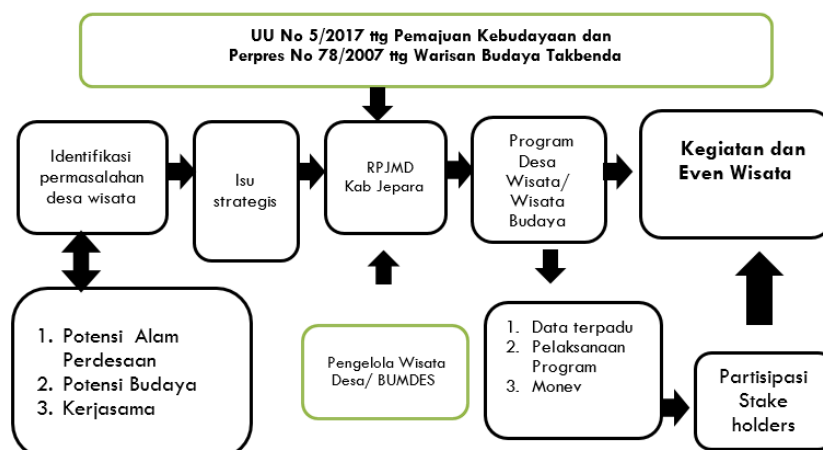 UU No 5/2017 ttg Pemajuan Kebudayaan dan
Perpres No 78/2007 ttg Warisan Budaya Takbenda
Identifikasi
permasalahan
desa wisata
Isu
strategis
RPJMD
Kab Jepara
Program
Desa
Wisata/
Wisata
Budaya
Kegiatan dan
Even Wisata
1. Potensi Alam
Perdesaan
2. Potensi Budaya
3. Kerjasama
Pengelola Wisata
Desa/ BUMDES
1. Data terpadu
2. Pelaksanaan
Program
3. Monev
Partisipasi
Stake
holders